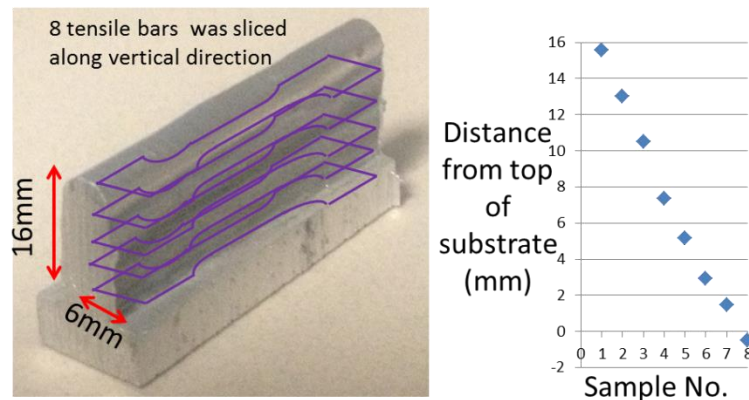 8 tensile bars was sliced
along vertical direction
16mm
6mm
Distance
from top
of
substrate
(mm)
16
14
12
10
8
6
4
2
0
-2
0 1 2 3 4 5 6 7 8
Sample No.